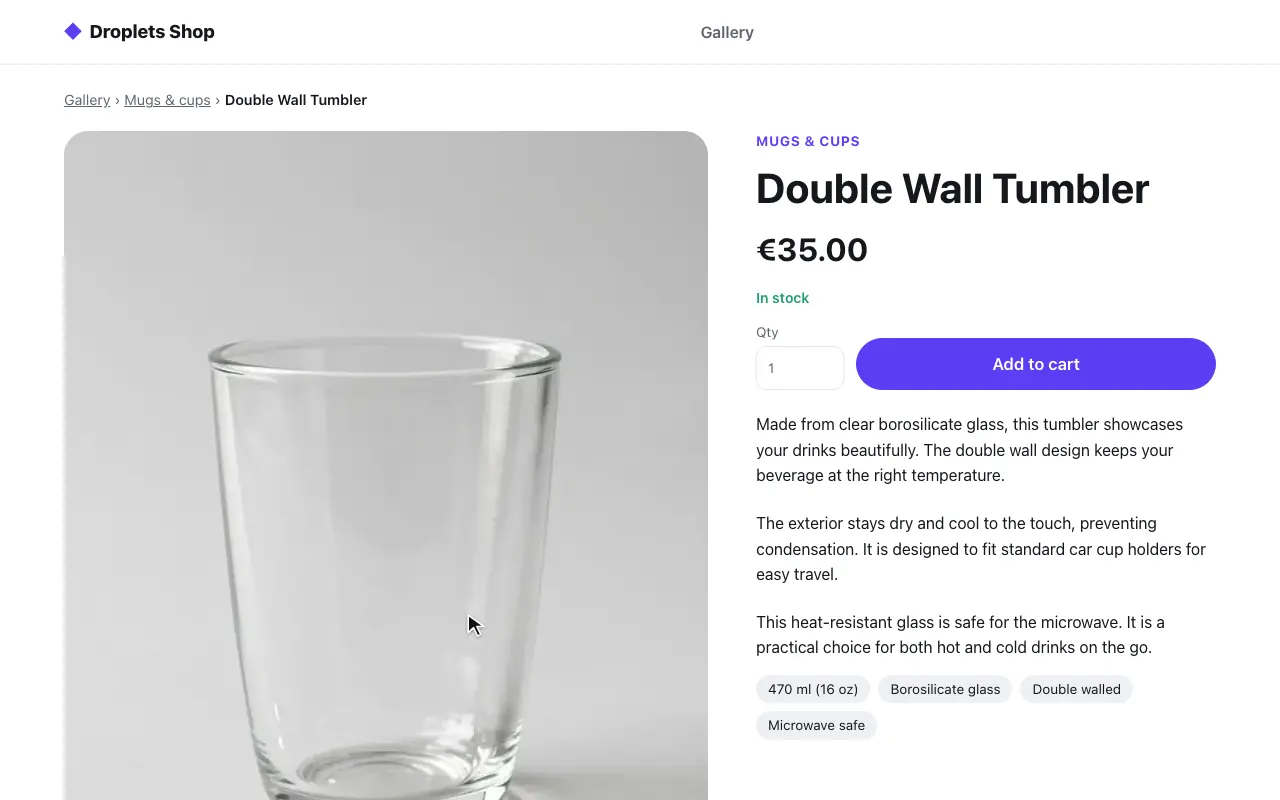 Droplets Shop
Gallery
Gallery › Mugs & cups › Double Wall Tumbler
MUGS & CUPS
Double Wall Tumbler
€35.00
In stock
Qty
1
Add to cart
Made from clear borosilicate glass, this tumbler showcases
your drinks beautifully. The double wall design keeps your
beverage at the right temperature.
The exterior stays dry and cool to the touch, preventing
condensation. It is designed to fit standard car cup holders for
easy travel.
This heat-resistant glass is safe for the microwave. It is a
practical choice for both hot and cold drinks on the go.
470 ml (16 oz)
Borosilicate glass
Double walled
Microwave safe